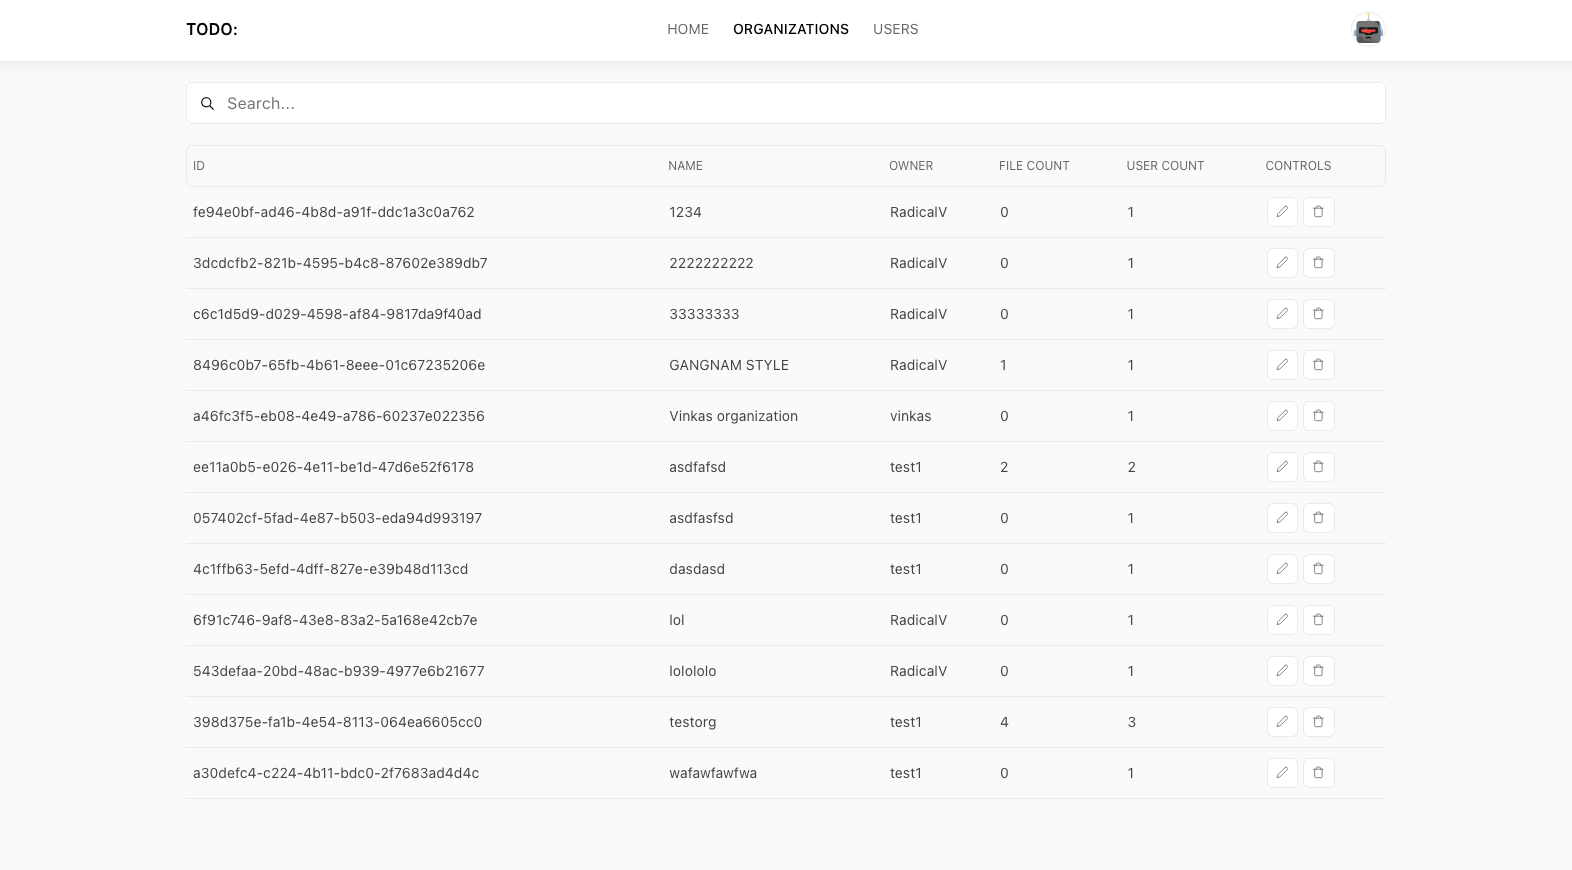 TODO: HOME ORGANIZATIONS USERS
Search...
ID NAME OWNER FILE COUNT USER COUNT CONTROLS
fe94e0bf-ad46-4b8d-a91f-ddc1a3c0a762 1234 RadicalV 0 1
3dcdcfb2-821b-4595-b4c8-87602e389db7 2222222222 RadicalV 0 1
c6c1d5d9-d029-4598-af84-9817da9f40ad 33333333 RadicalV 0 1
8496c0b7-65fb-4b61-8eee-01c67235206e GANGNAM STYLE RadicalV 1 1
a46fc3f5-eb08-4e49-a786-60237e022356 Vinkas organization vinkas 0 1
ee11a0b5-e026-4e11-be1d-47d6e52f6178 asdfafsd test1 2 2
057402cf-5fad-4e87-b503-eda94d993197 asdfasfsd test1 0 1
4c1ffb63-5efd-4dff-827e-e39b48d113cd dasdasd test1 0 1
6f91c746-9af8-43e8-83a2-5a168e42cb7e lol RadicalV 0 1
543defaa-20bd-48ac-b939-4977e6b21677 lolololo RadicalV 0 1
398d375e-fa1b-4e54-8113-064ea6605cc0 testorg test1 4 3
a30defc4-c224-4b11-bdc0-2f7683ad4d4c wafawfawfwa test1 0 1